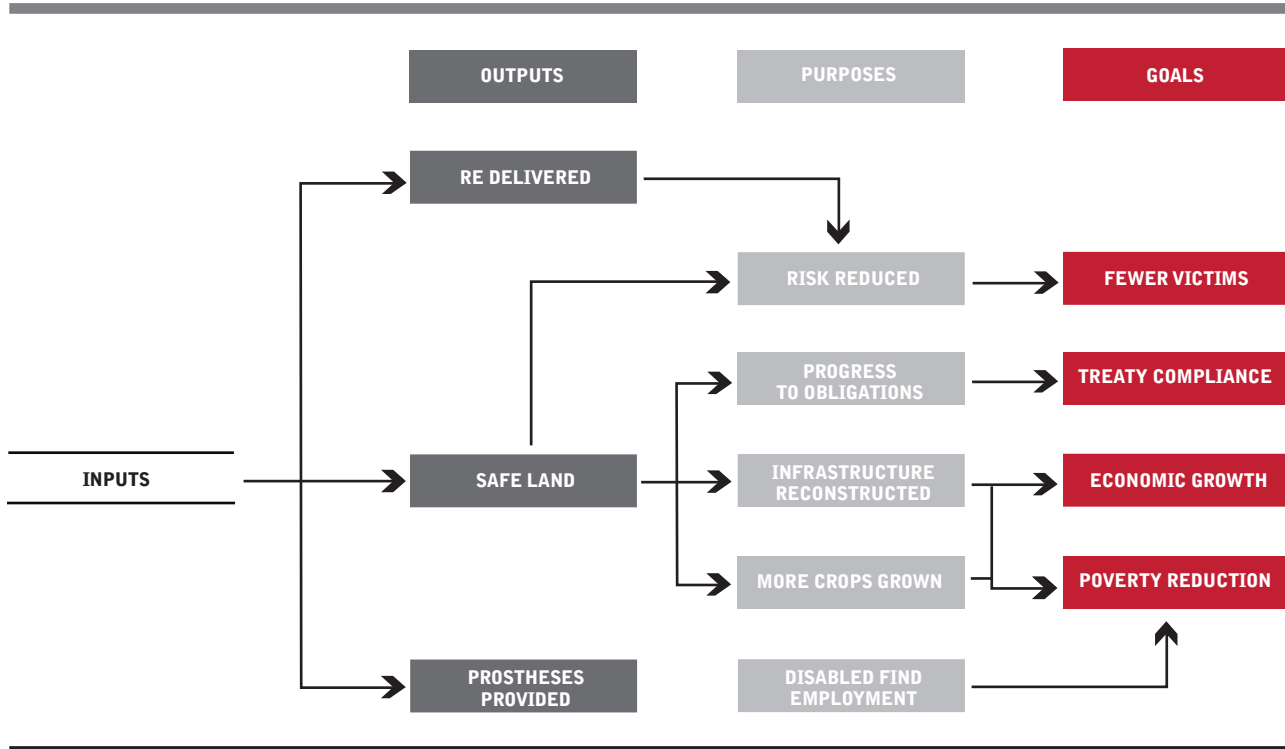 OUTPUTS
PURPOSES
GOALS
RE DELIVERED
RISK REDUCED
FEWER VICTIMS
PROGRESS
TO OBLIGATIONS
TREATY COMPLIANCE
INPUTS
SAFE LAND
INFRASTRUCTURE
RECONSTRUCTED
ECONOMIC GROWTH
MORE CROPS GROWN
POVERTY REDUCTION
PROSTHESES
PROVIDED
DISABLED FIND
EMPLOYMENT